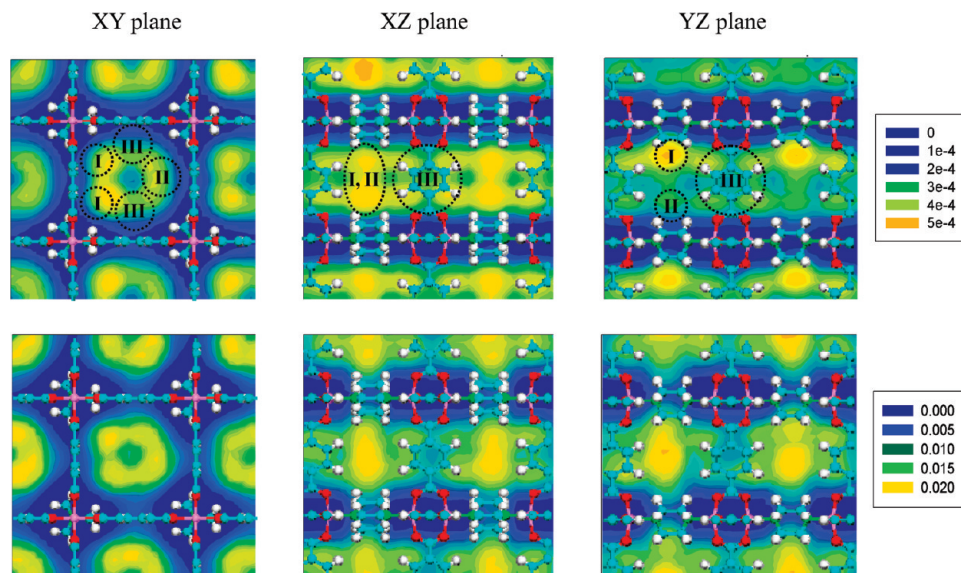 XY plane
XZ plane
YZ plane
III
I
II
I
III
I, II
III
I
III
II
0
1e-4
2e-4
3e-4
4e-4
5e-4
0.000
0.005
0.010
0.015
0.020